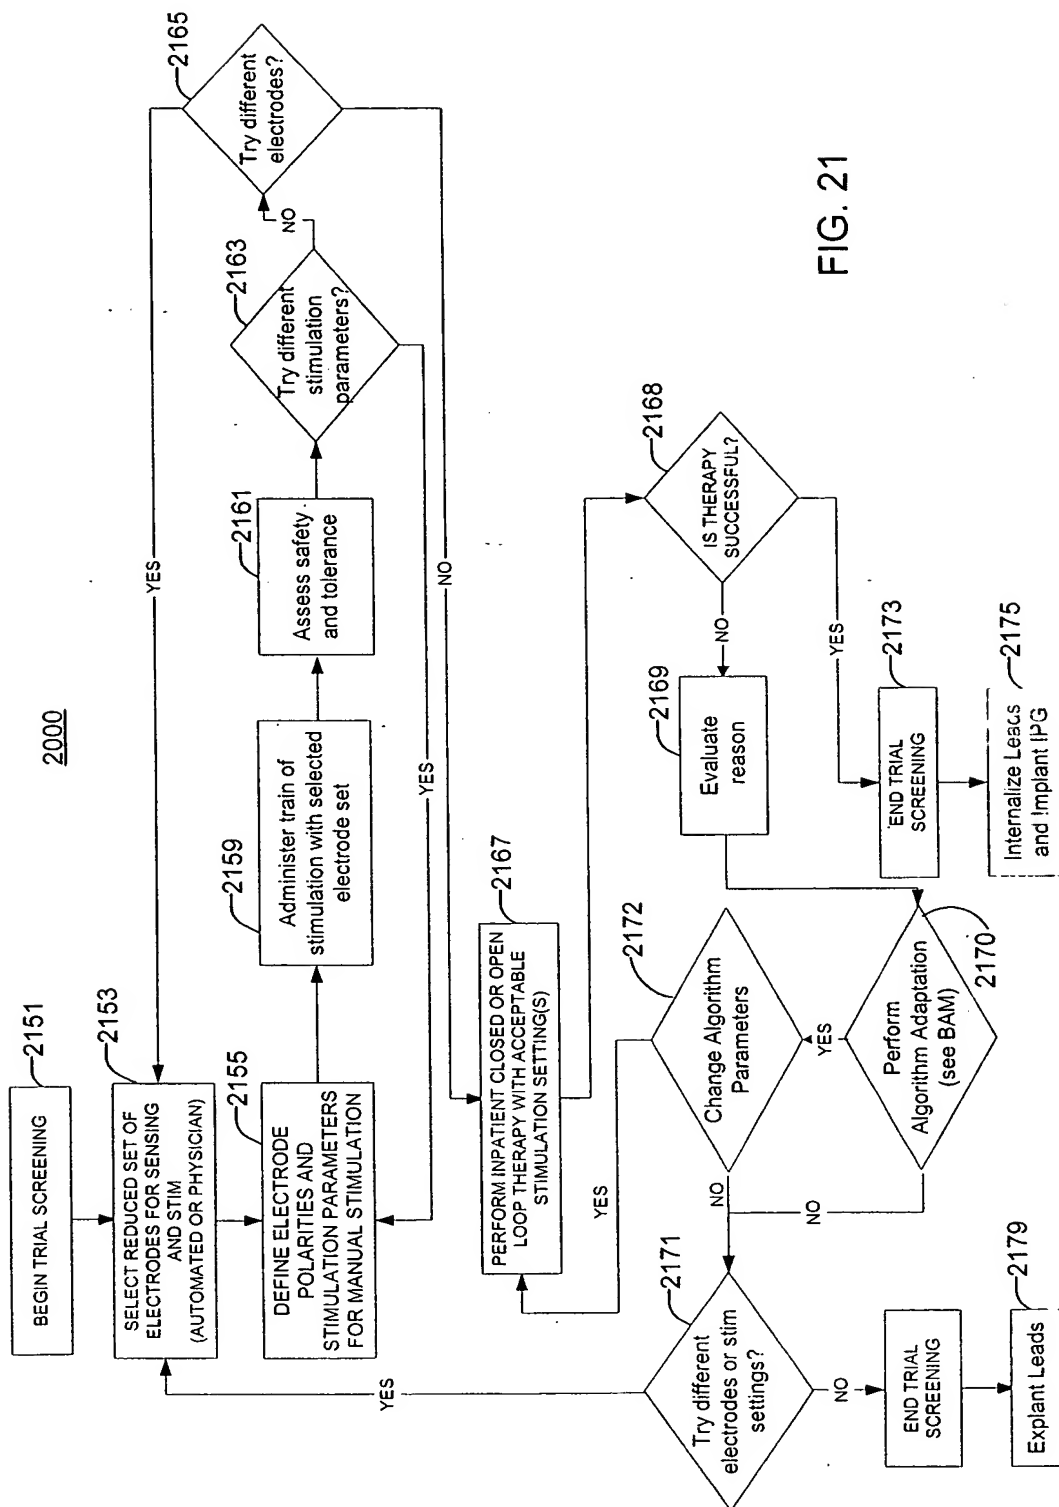 2000
BEGIN TRIAL SCREENING
2151
SELECT REDUCED SET OF
ELECTRODES FOR SENSING
AND STIM
(AUTOMATED OR PHYSICIAN)
2153
DEFINE ELECTRODE
POLARITIES AND
STIMULATION PARAMETERS
FOR MANUAL STIMULATION
2155
Administer train of
stimulation with selected
electrode set
2159
Assess safety
and tolerance
2161
Try different
stimulation
parameters?
2163
NO
YES
Try different
electrodes?
2165
YES
NO
PERFORM INPATIENT CLOSED OR OPEN
LOOP THERAPY WITH ACCEPTABLE
STIMULATION SETTING(S)
2167
IS THERAPY
SUCCESSFUL?
2168
NO
YES
Evaluate
reason
2169
Perform
Algorithm Adaptation
(see BAM)
2170
YES
NO
Change Algorithm
Parameters
2172
YES
NO
Try different
electrodes or stim
settings?
2171
YES
NO
END TRIAL
SCREENING
Explant Leads
2179
END TRIAL
SCREENING
2173
Internalize Leads
and Implant IPG
2175
FIG. 21